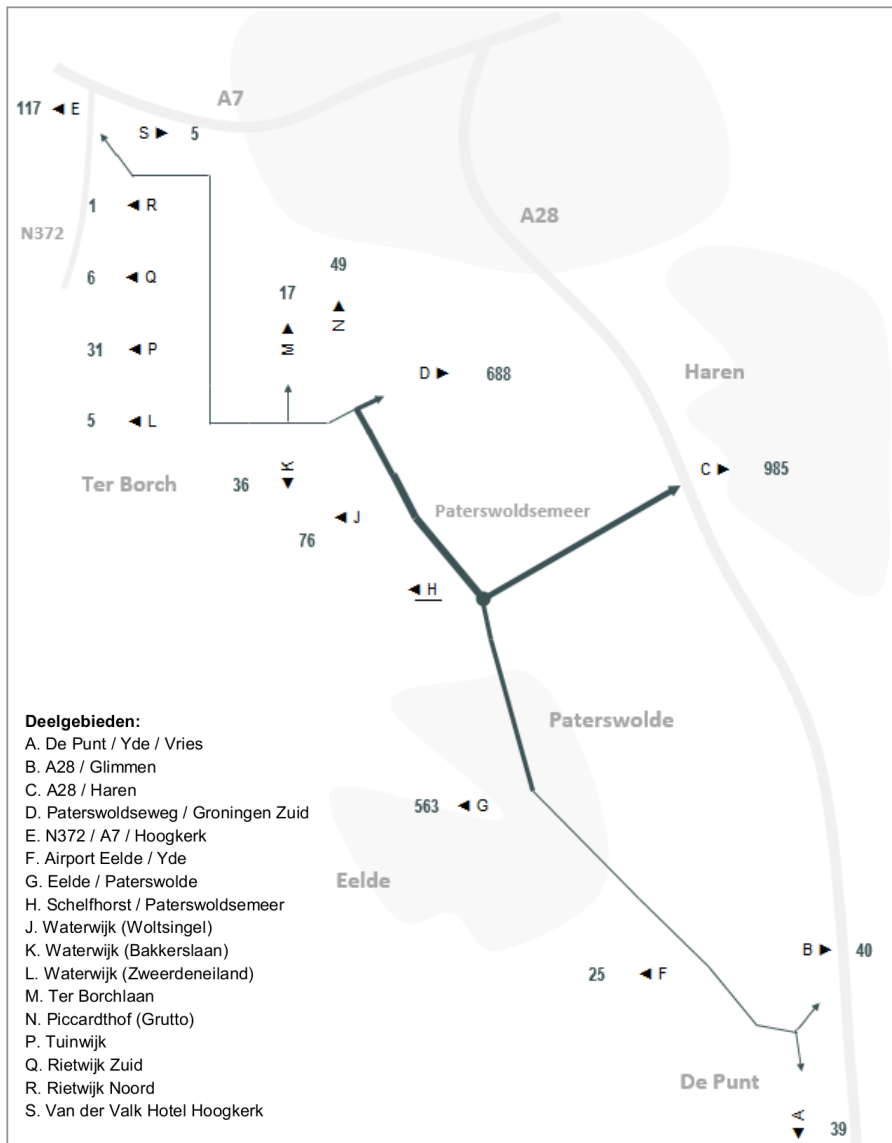 A7
117 ◄ E
S ► 5
1 ◄ R
N372
A28
49
6 ◄ Q
17
N ►
M ►
31 ◄ P
D ► 688
Haren
5 ◄ L
C ► 985
Ter Borch
36
◄ K
Paterswoldsemeer
76
◄ J
◄ H
Paterswolde
563 ◄ G
Eelde
B ► 40
25 ◄ F
De Punt
◄ A
39
Deelgebieden:
A. De Punt / Yde / Vries
B. A28 / Glimmen
C. A28 / Haren
D. Paterswoldseweg / Groningen Zuid
E. N372 / A7 / Hoogkerk
F. Airport Eelde / Yde
G. Eelde / Paterswolde
H. Schelfhorst / Paterswoldsemeer
J. Waterwijk (Woltsingel)
K. Waterwijk (Bakkerslaan)
L. Waterwijk (Zweerdeneiland)
M. Ter Borchlaan
N. Piccardthof (Grutto)
P. Tuinwijk
Q. Rietwijk Zuid
R. Rietwijk Noord
S. Van der Valk Hotel Hoogkerk